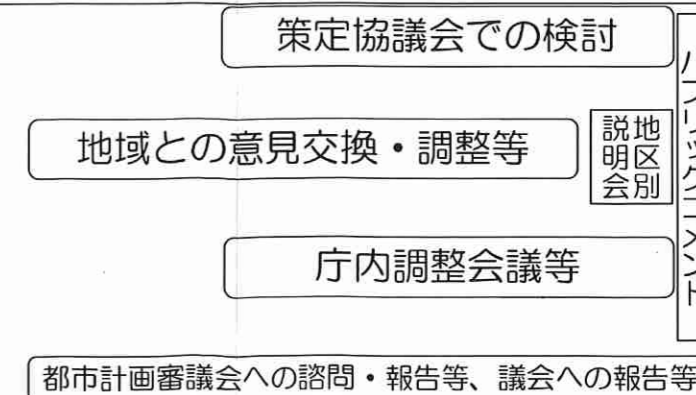 策定協議会での検討
地域との意見交換・調整等
地区別
説明会
パブリックコメント
庁内調整会議等
都市計画審議会への諮問・報告等、議会への報告等